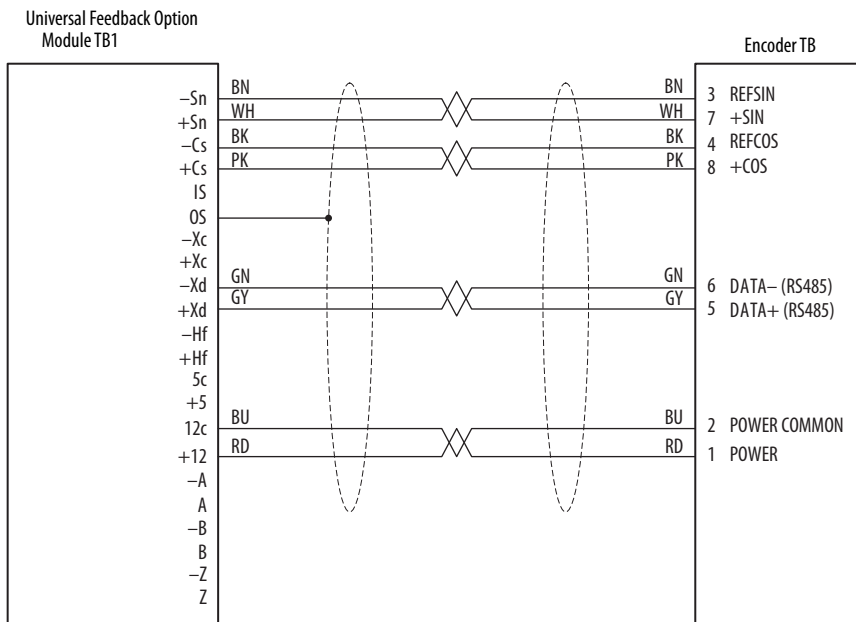 Universal Feedback Option
Module TB1
Encoder TB
–Sn BN BN 3 REFSIN
+Sn WH WH 7 +SIN
–Cs BK BK 4 REFCOS
+Cs PK PK 8 +COS
IS
OS
–Xc
+Xc
–Xd GN GN 6 DATA– (RS485)
+Xd GY GY 5 DATA+ (RS485)
–Hf
+Hf
5c
+5
12c BU BU 2 POWER COMMON
+12 RD RD 1 POWER
–A
A
–B
B
–Z
Z